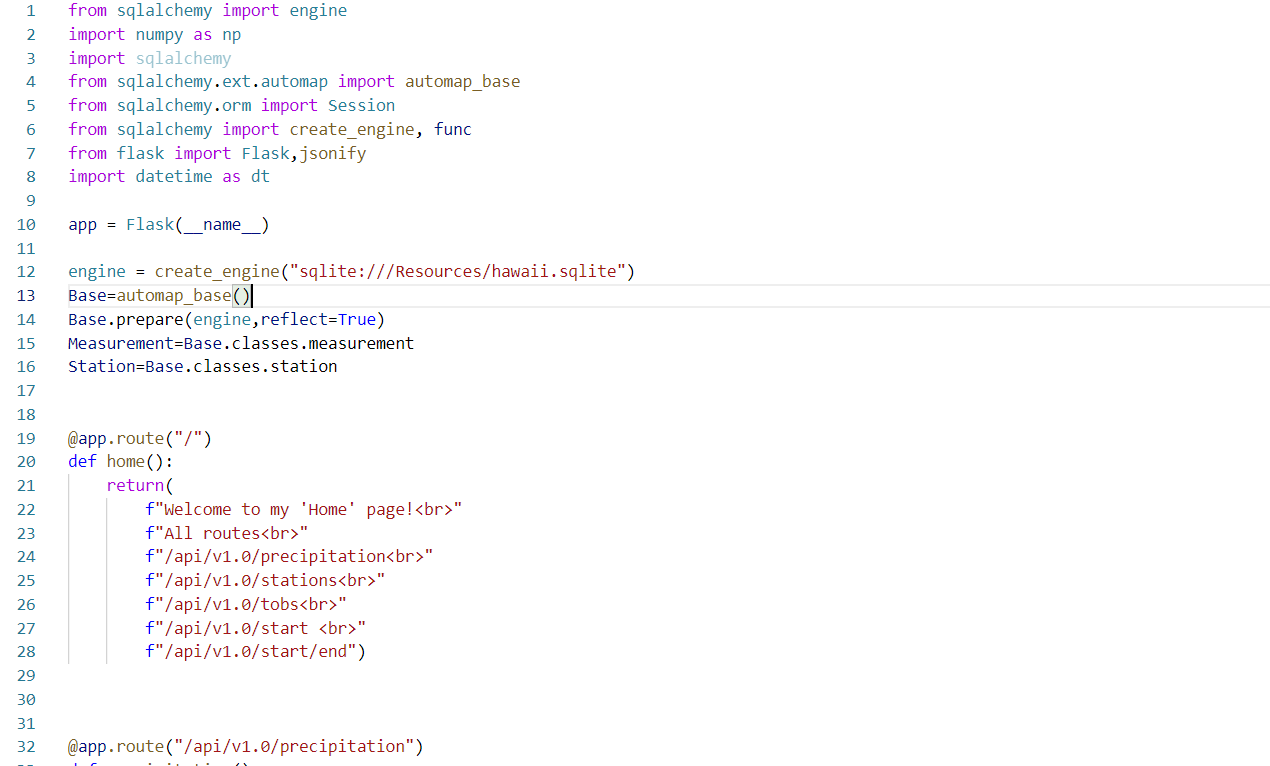 1 from sqlalchemy import engine
2 import numpy as np
3 import sqlalchemy
4 from sqlalchemy.ext.automap import automap_base
5 from sqlalchemy.orm import Session
6 from sqlalchemy import create_engine, func
7 from flask import Flask,jsonify
8 import datetime as dt
9
10 app = Flask(__name__)
11
12 engine = create_engine("sqlite:///Resources/hawaii.sqlite")
13 Base=automap_base()
14 Base.prepare(engine,reflect=True)
15 Measurement=Base.classes.measurement
16 Station=Base.classes.station
17
18
19 @app.route("/")
20 def home():
21     return(
22         f"Welcome to my 'Home' page!<br>"
23         f"All routes<br>"
24         f"/api/v1.0/precipitation<br>"
25         f"/api/v1.0/stations<br>"
26         f"/api/v1.0/tobs<br>"
27         f"/api/v1.0/start <br>"
28         f"/api/v1.0/start/end")
29
30
31
32 @app.route("/api/v1.0/precipitation")